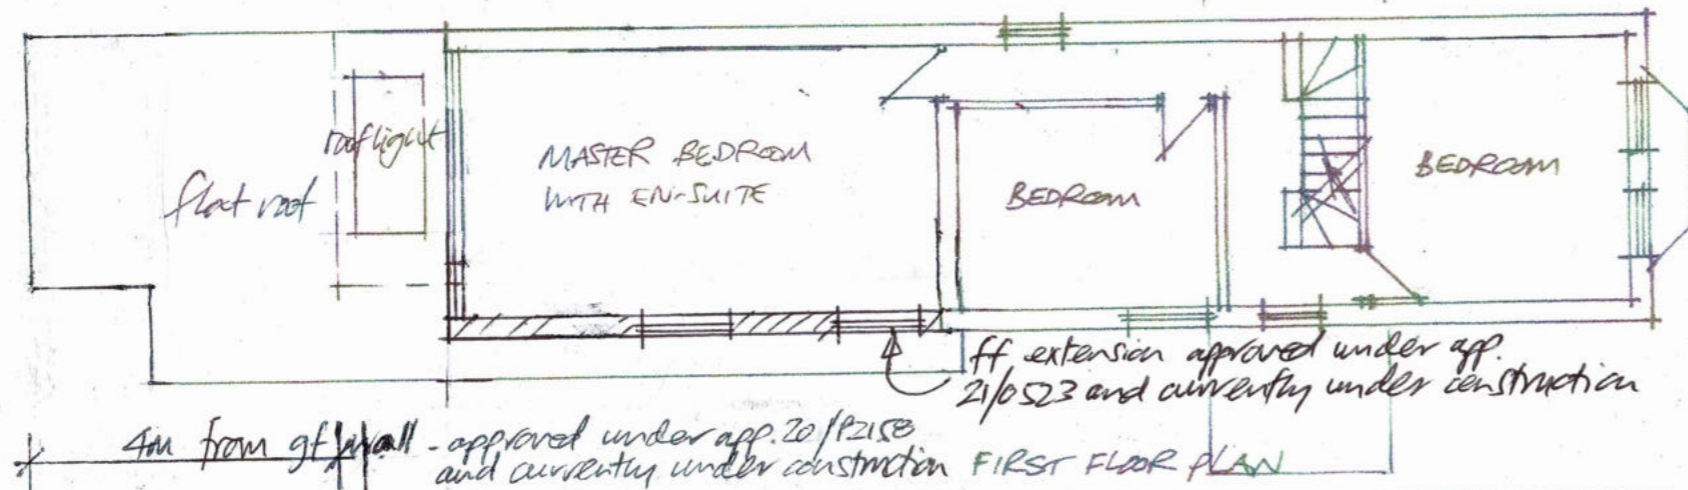 rooflight
flat roof
MASTER BEDROOM
WITH EN-SUITE
BEDROOM
BEDROOM
ff extension approved under app.
21/0523 and currently under construction
4m from gf wall - approved under app. 20/P2158
and currently under construction
FIRST FLOOR PLAN